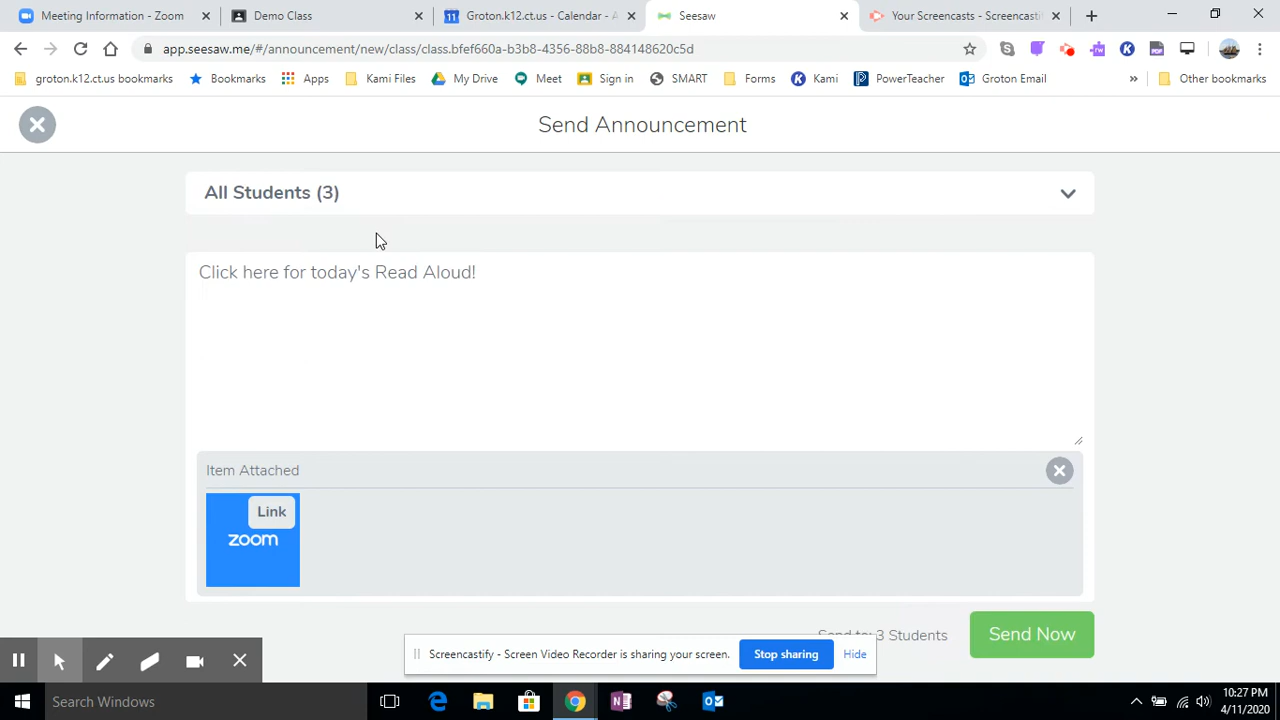 Meeting Information - Zoom
Demo Class
Groton.k12.ct.us - Calendar - A
Seesaw
Your Screencasts - Screencastif
app.seesaw.me/#/announcement/new/class/class.bfef660a-b3b8-4356-88b8-884148620c5d
groton.k12.ct.us bookmarks
Bookmarks
Apps
Kami Files
My Drive
Meet
Sign in
SMART
Forms
Kami
PowerTeacher
Groton Email
»
Other bookmarks
Send Announcement
All Students (3)
Click here for today's Read Aloud!
Item Attached
Link
zoom
Send to: 3 Students
Send Now
Screencastify - Screen Video Recorder is sharing your screen.
Stop sharing
Hide
Search Windows
10:27 PM
4/11/2020